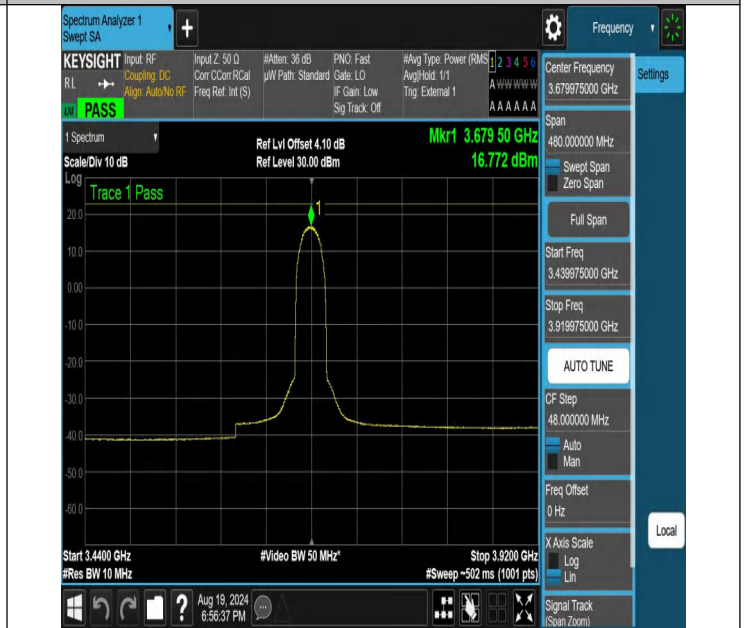 Spectrum Analyzer 1
Swept SA
+
Frequency
KEYSIGHT
RL
PASS
Input: RF
Coupling: DC
Align: Auto/No RF
Input Z: 50 Ω
Corr CCorr RCal
Freq Ref: Int (S)
#Atten: 36 dB
µW Path: Standard
PNO: Fast
Gate: LO
IF Gain: Low
Sig Track: Off
#Avg Type: Power (RMS
Avg|Hold: 1/1
Trig: External 1
1 2 3 4 5 6
A W W W W W
A A A A A A
Center Frequency
3.679975000 GHz
Settings
Span
480.000000 MHz
Swept Span
Zero Span
Full Span
Start Freq
3.439975000 GHz
Stop Freq
3.919975000 GHz
AUTO TUNE
CF Step
48.000000 MHz
Auto
Man
Freq Offset
0 Hz
X Axis Scale
Log
Lin
Local
Signal Track
(Span Zoom)
1 Spectrum
Scale/Div 10 dB
Ref Lvl Offset 4.10 dB
Ref Level 30.00 dBm
Mkr1 3.679 50 GHz
16.772 dBm
Log
Trace 1 Pass
1
20.0
10.0
0.00
-10.0
-20.0
-30.0
-40.0
-50.0
-60.0
Start 3.4400 GHz
#Res BW 10 MHz
#Video BW 50 MHz*
Stop 3.9200 GHz
#Sweep ~502 ms (1001 pts)
?
Aug 19, 2024
6:56:37 PM